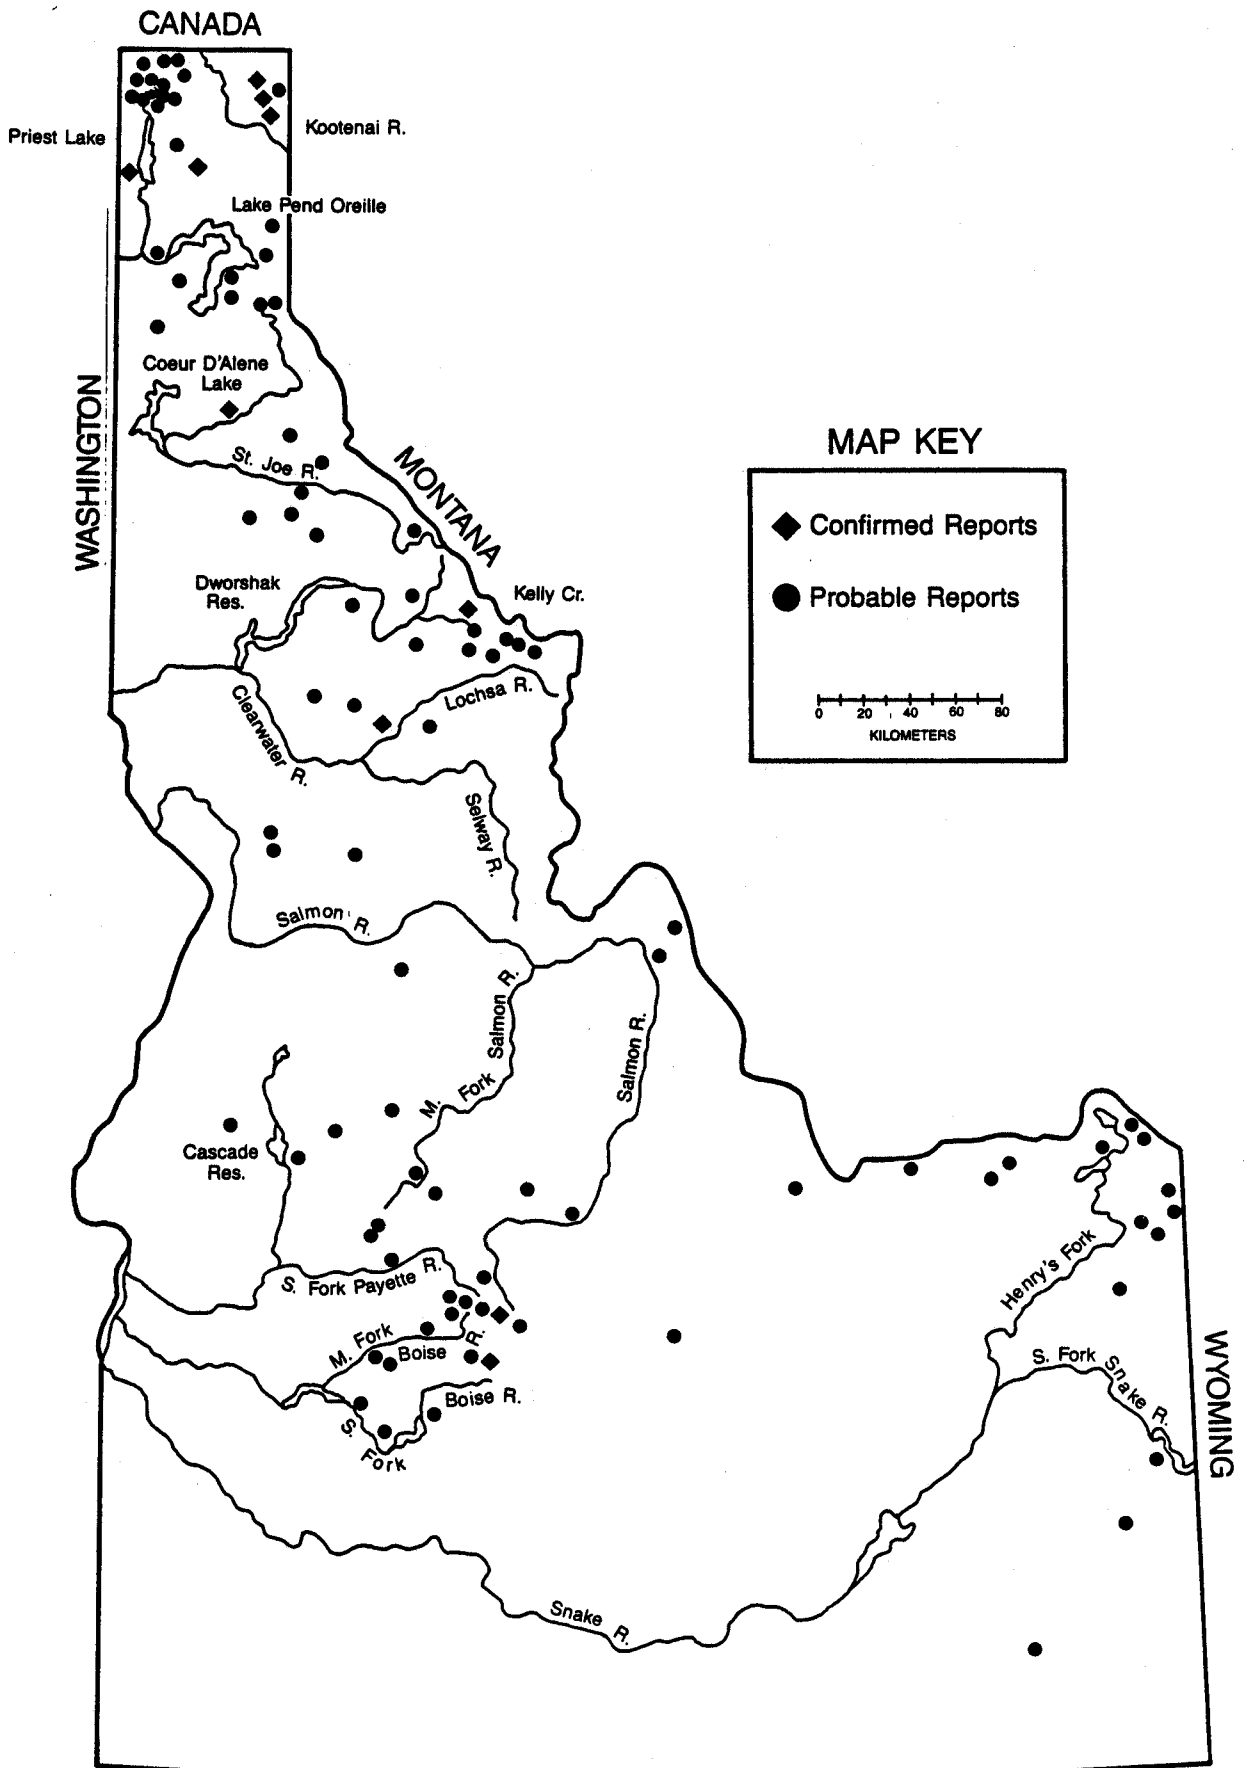 CANADA
Priest Lake
Kootenai R.
Lake Pend Oreille
Coeur D'Alene
Lake
WASHINGTON
St. Joe R.
MONTANA
MAP KEY
Confirmed Reports
Probable Reports
0 20 40 60 80
KILOMETERS
Dworshak
Res.
Kelly Cr.
Clearwater R.
Lochsa R.
Selway R.
Salmon R.
M. Fork Salmon R.
Salmon R.
Cascade
Res.
S. Fork Payette R.
M. Fork
Boise R.
S. Fork
Boise R.
Henry's Fork
S. Fork Snake R.
WYOMING
Snake R.